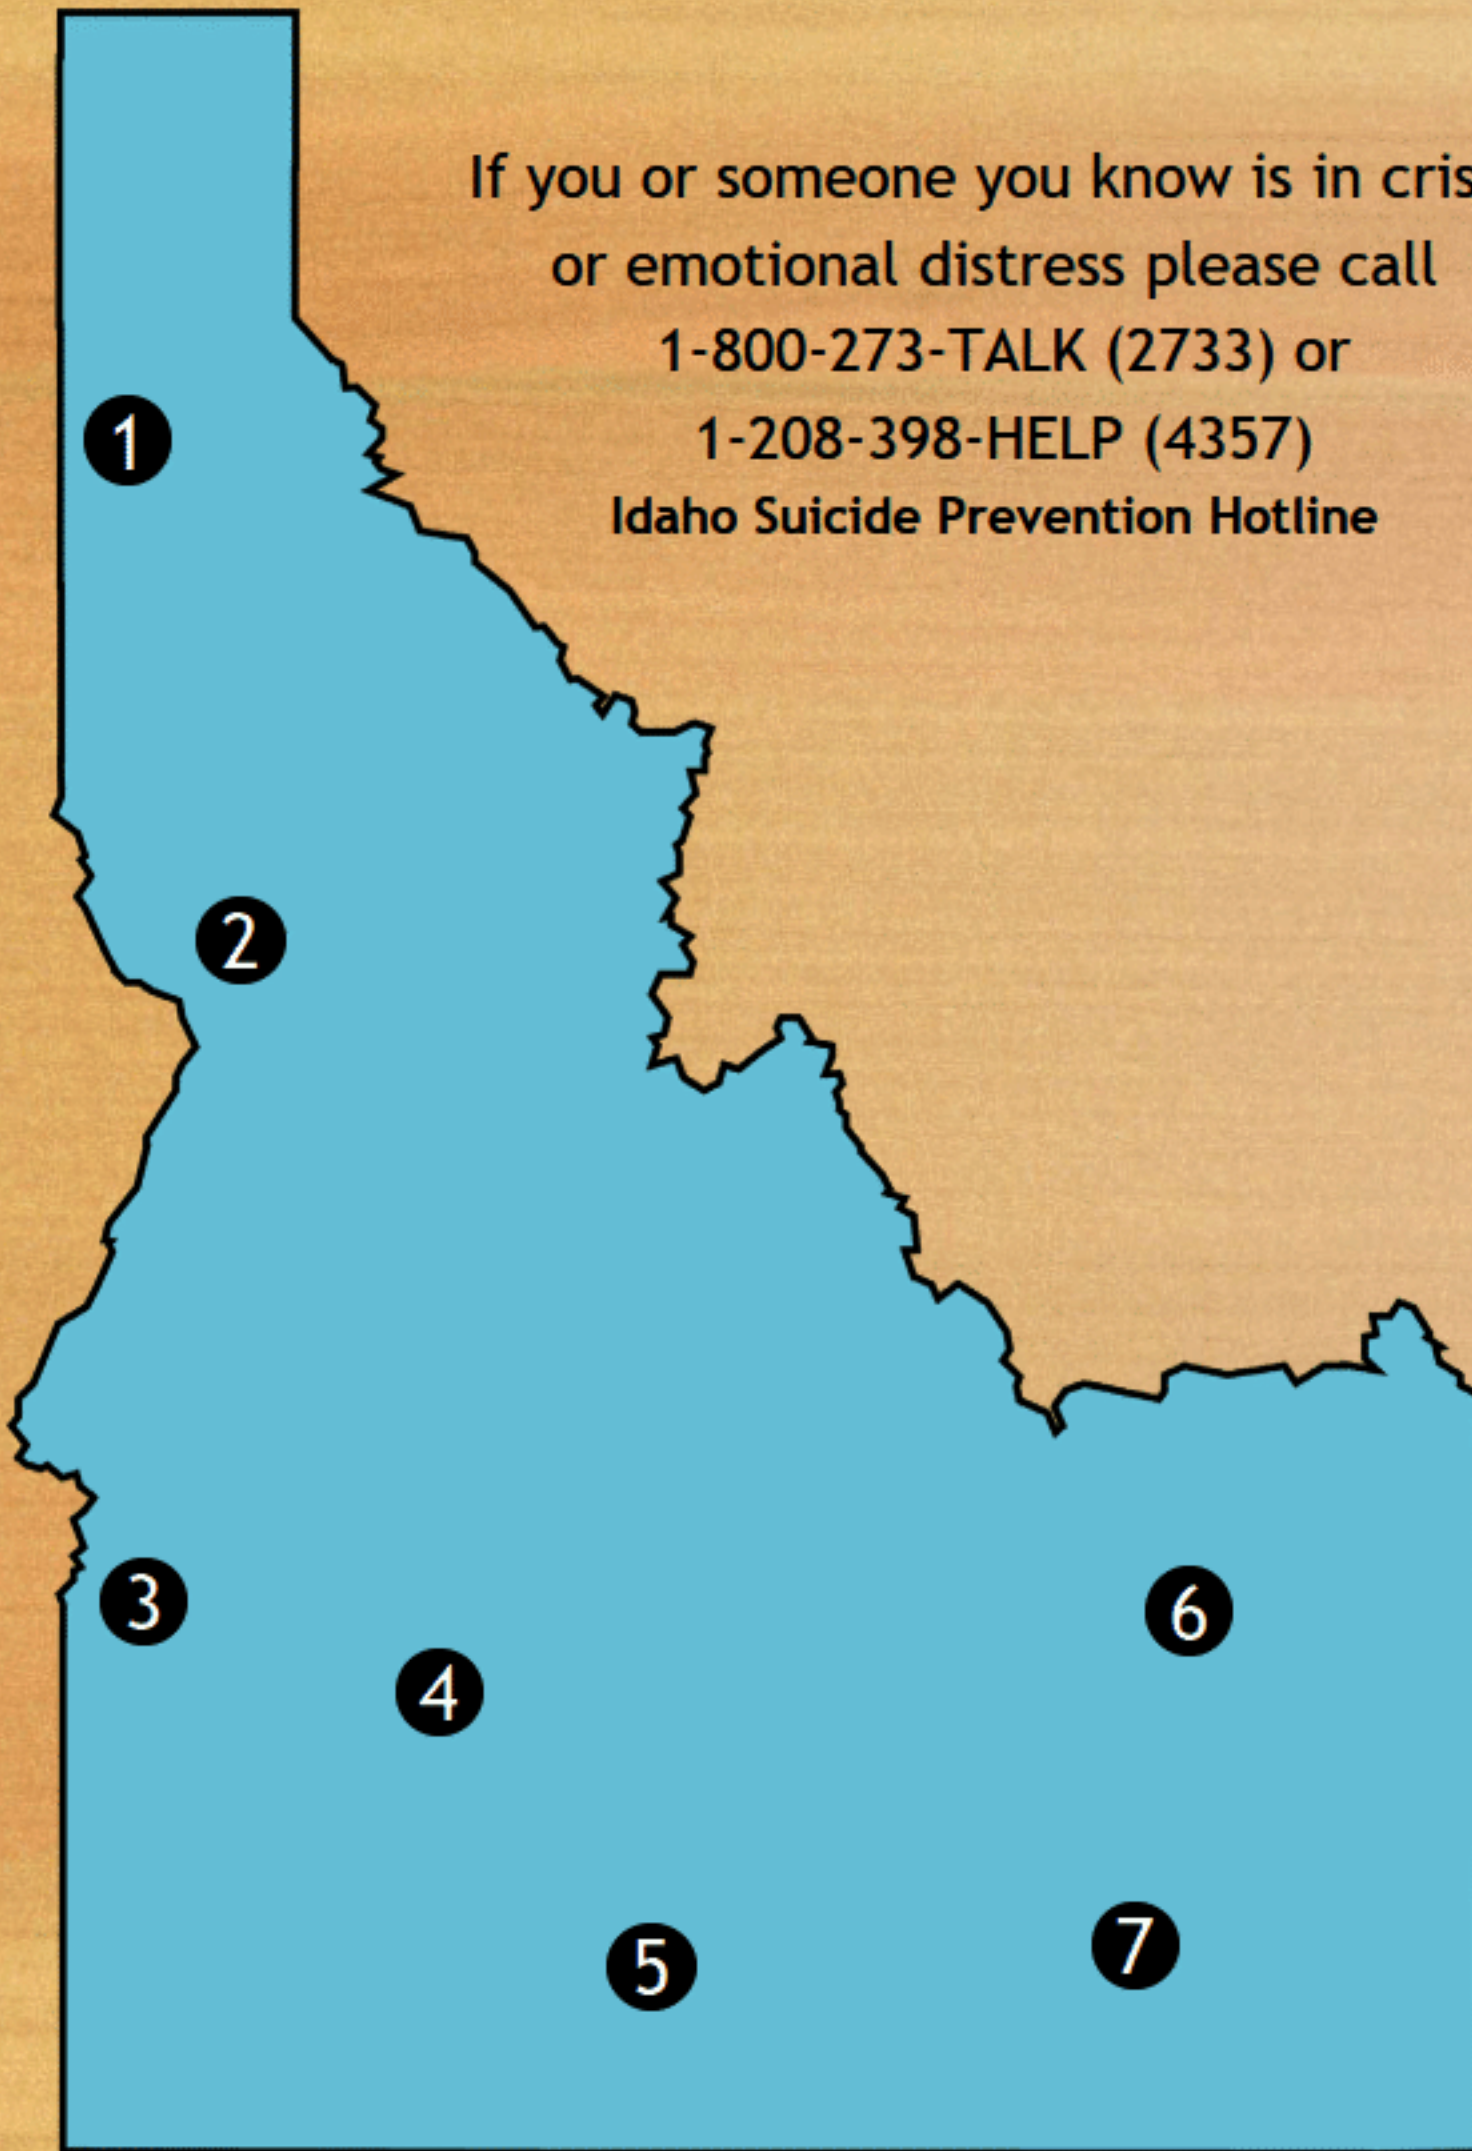 If you or someone you know is in cris
or emotional distress please call
1-800-273-TALK (2733) or
1-208-398-HELP (4357)
Idaho Suicide Prevention Hotline
1
2
3
6
4
7
5